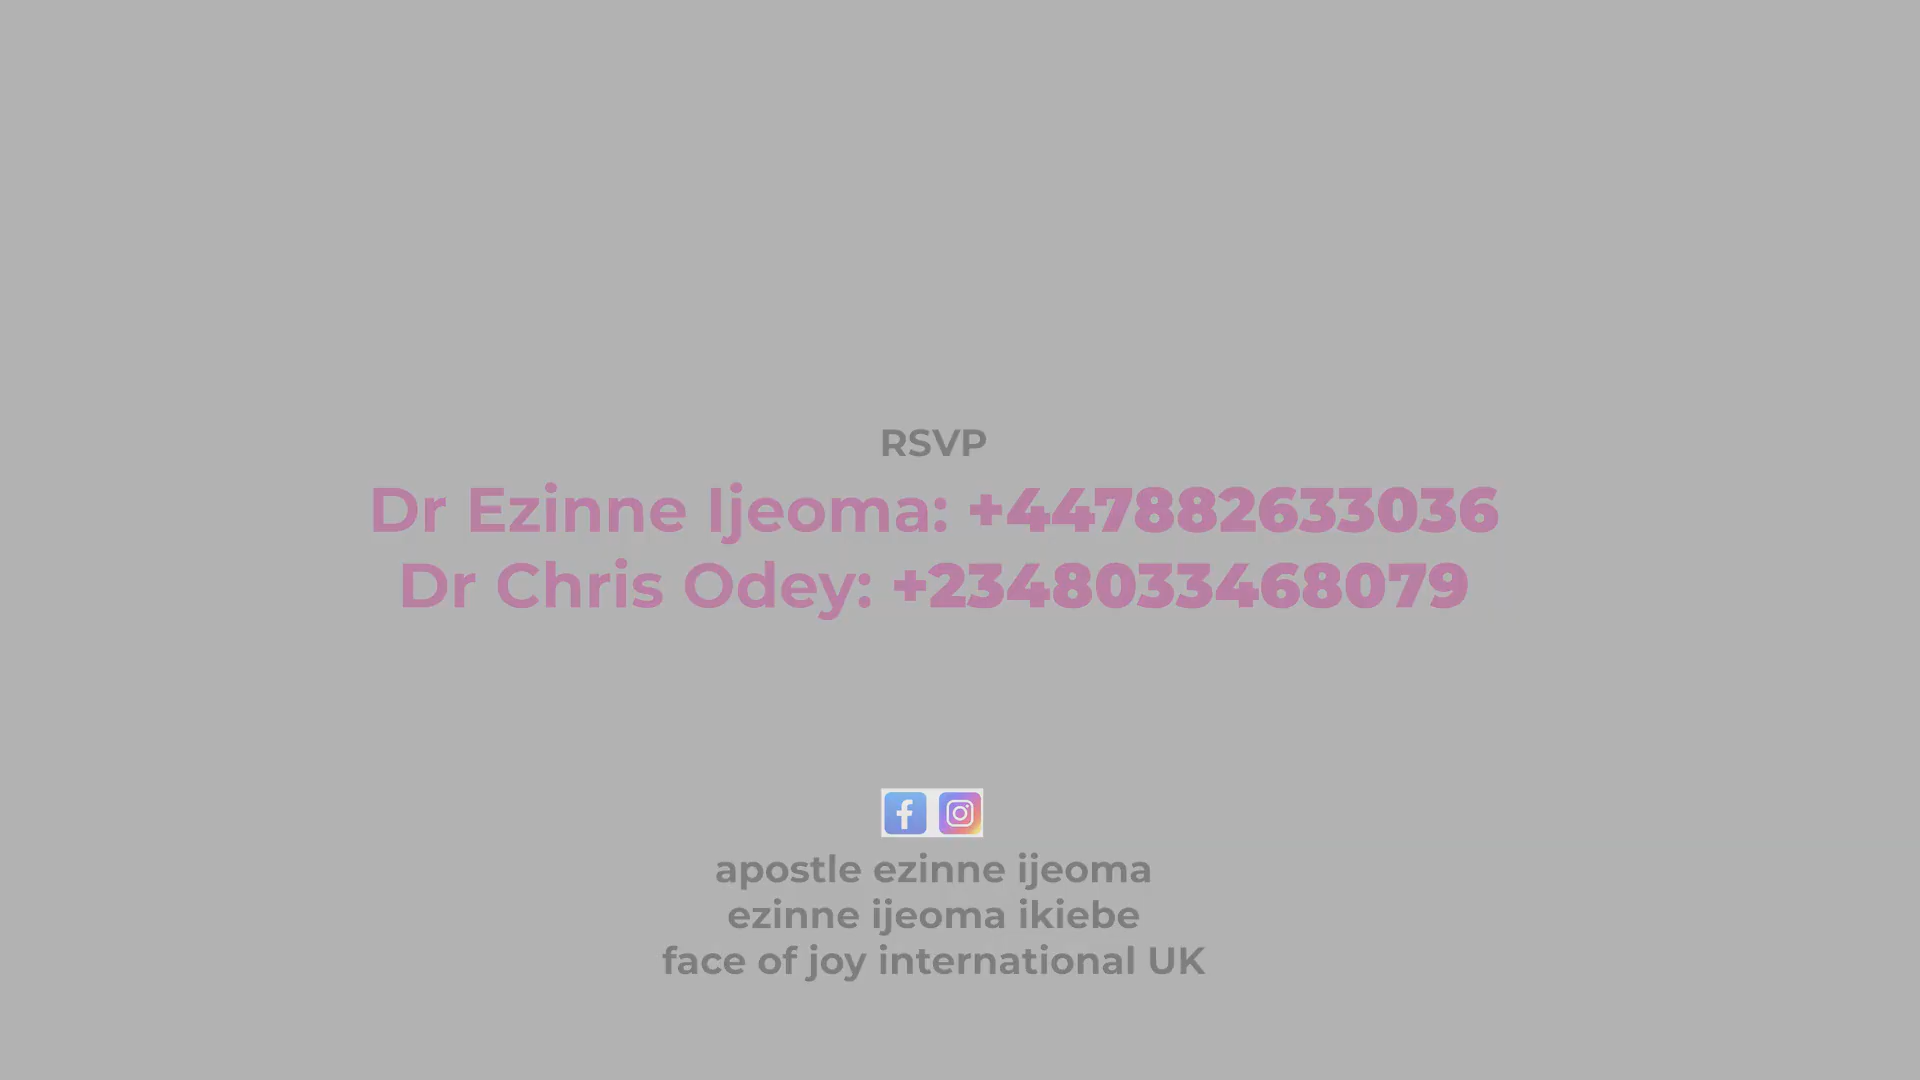 RSVP
Dr Ezinne Ijeoma: +447882633036
Dr Chris Odey: +2348033468079
apostle ezinne ijeoma
ezinne ijeoma ikiebe
face of joy international UK